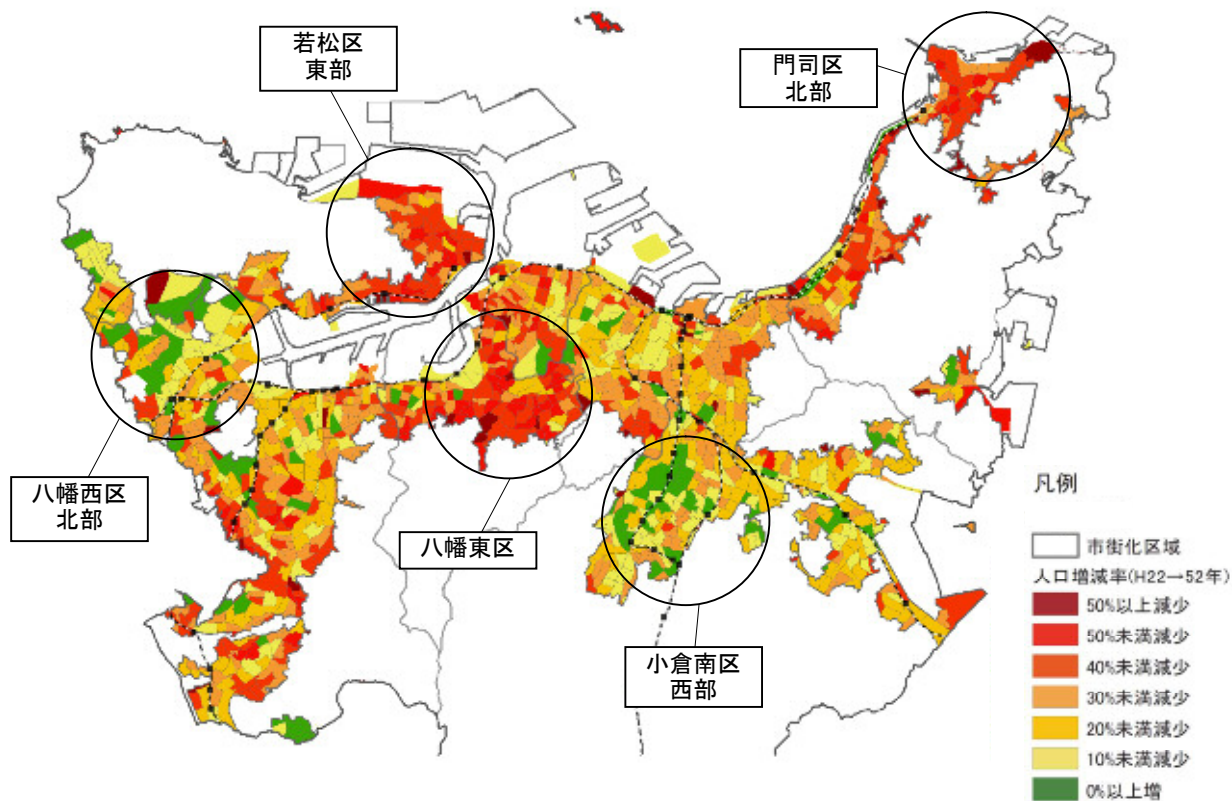 若松区
東部
門司区
北部
八幡西区
北部
八幡東区
小倉南区
西部
凡例
市街化区域
人口増減率(H22→52年)
50%以上減少
50%未満減少
40%未満減少
30%未満減少
20%未満減少
10%未満減少
0%以上増